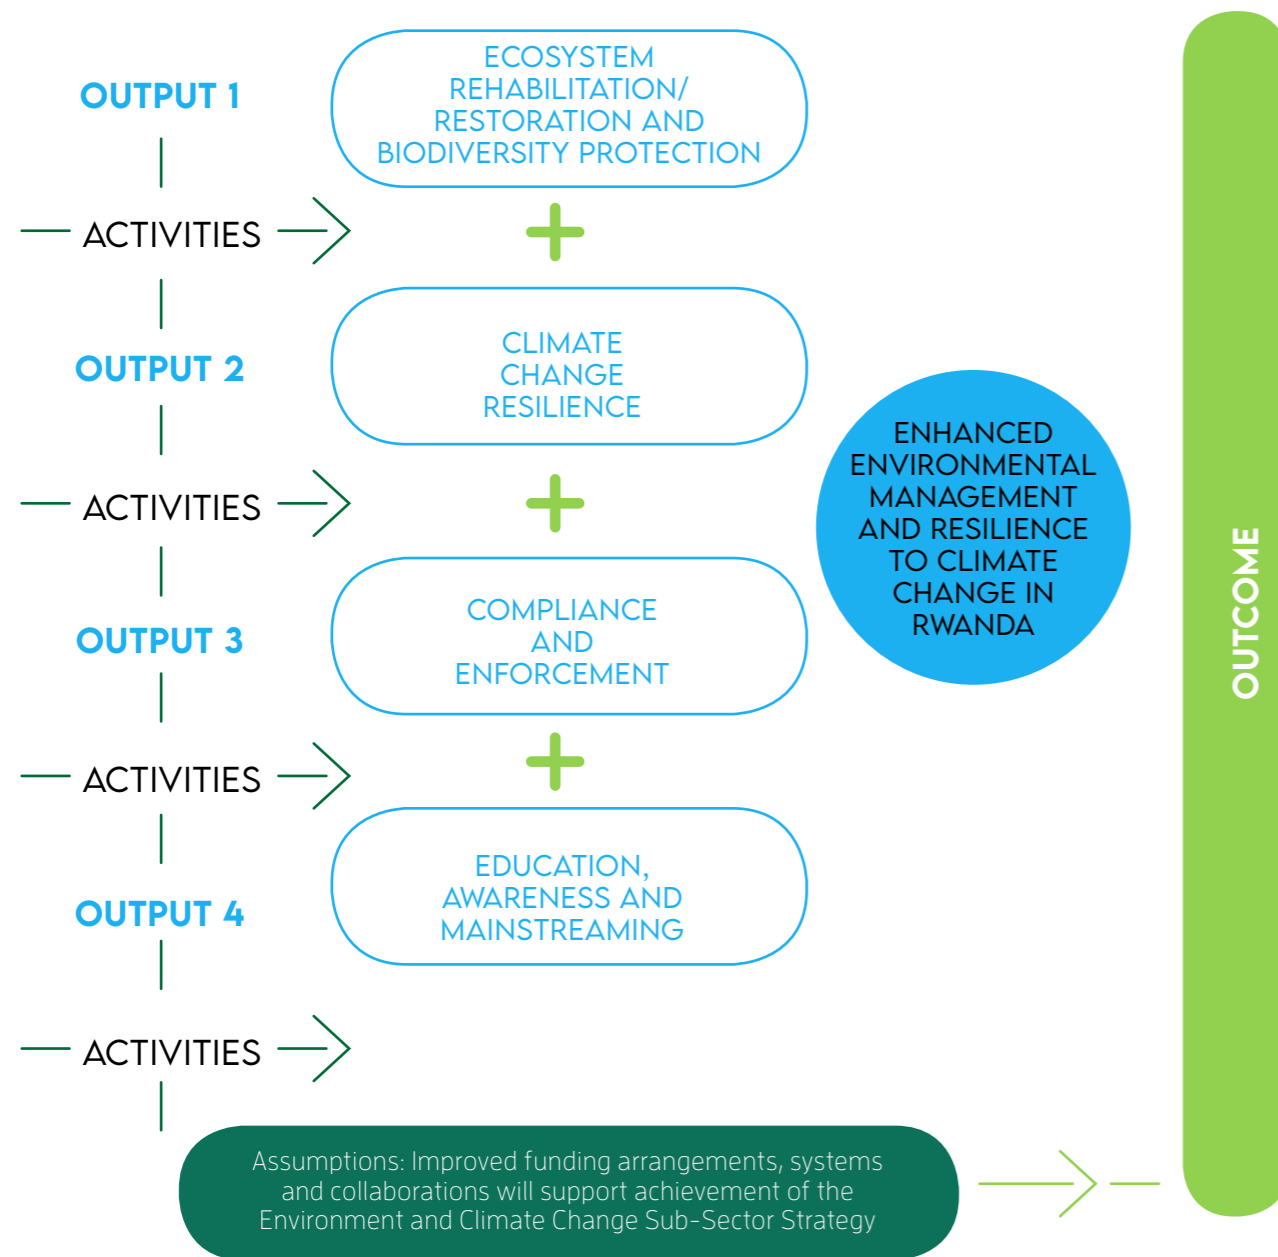 OUTPUT 1
ECOSYSTEM
REHABILITATION/
RESTORATION AND
BIODIVERSITY PROTECTION
ACTIVITIES
+
OUTPUT 2
CLIMATE
CHANGE
RESILIENCE
ACTIVITIES
+
OUTPUT 3
COMPLIANCE
AND
ENFORCEMENT
ACTIVITIES
+
OUTPUT 4
EDUCATION,
AWARENESS AND
MAINSTREAMING
ACTIVITIES
ENHANCED
ENVIRONMENTAL
MANAGEMENT
AND RESILIENCE
TO CLIMATE
CHANGE IN
RWANDA
OUTCOME
Assumptions: Improved funding arrangements, systems
and collaborations will support achievement of the
Environment and Climate Change Sub-Sector Strategy